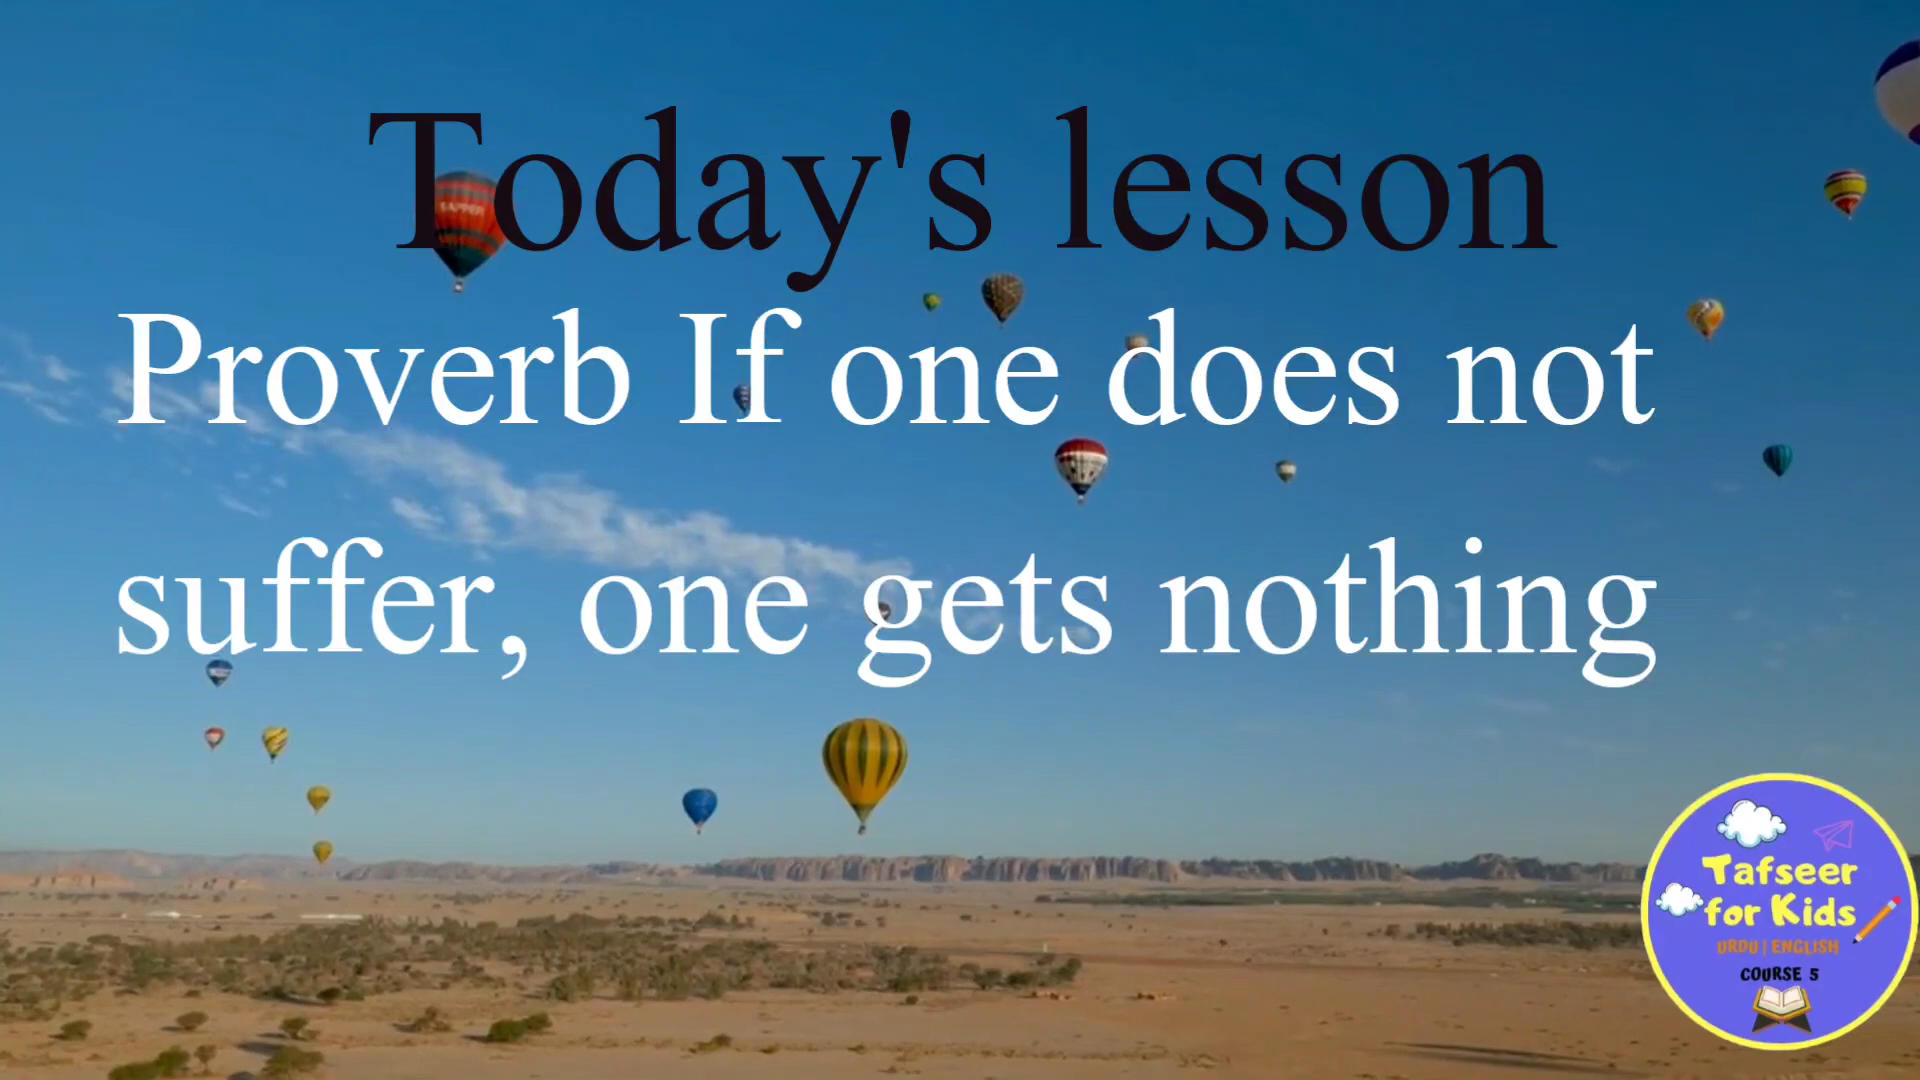 Today's lesson
Proverb If one does not
suffer, one gets nothing
Tafseer
for Kids
URDU | ENGLISH
COURSE 5